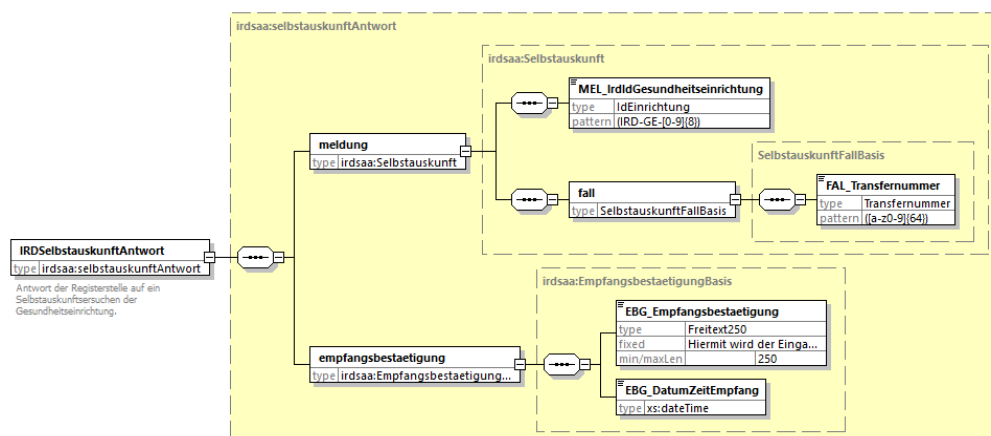 irdsaa:selbstauskunftAntwort
irdsaa:Selbstauskunft
MEL_IrdIdGesundheitseinrichtung
type IdEinrichtung
pattern (IRD-GE-[0-9]{8})
meldung
type irdsaa:Selbstauskunft
SelbstauskunftFallBasis
fall
type SelbstauskunftFallBasis
FAL_Transfernummer
type Transfernummer
pattern ([a-z0-9]{64})
IRDSelbstauskunftAntwort
type irdsaa:selbstauskunftAntwort
Antwort der Registerstelle auf ein
Selbstauskunftsersuchen der
Gesundheitseinrichtung.
irdsaa:EmpfangsbestaetigungBasis
EBG_Empfangsbestaetigung
type Freitext250
fixed Hiermit wird der Einga...
min/maxLen 250
empfangsbestaetigung
type irdsaa:Empfangsbestaetigung...
EBG_DatumZeitEmpfang
type xs:dateTime